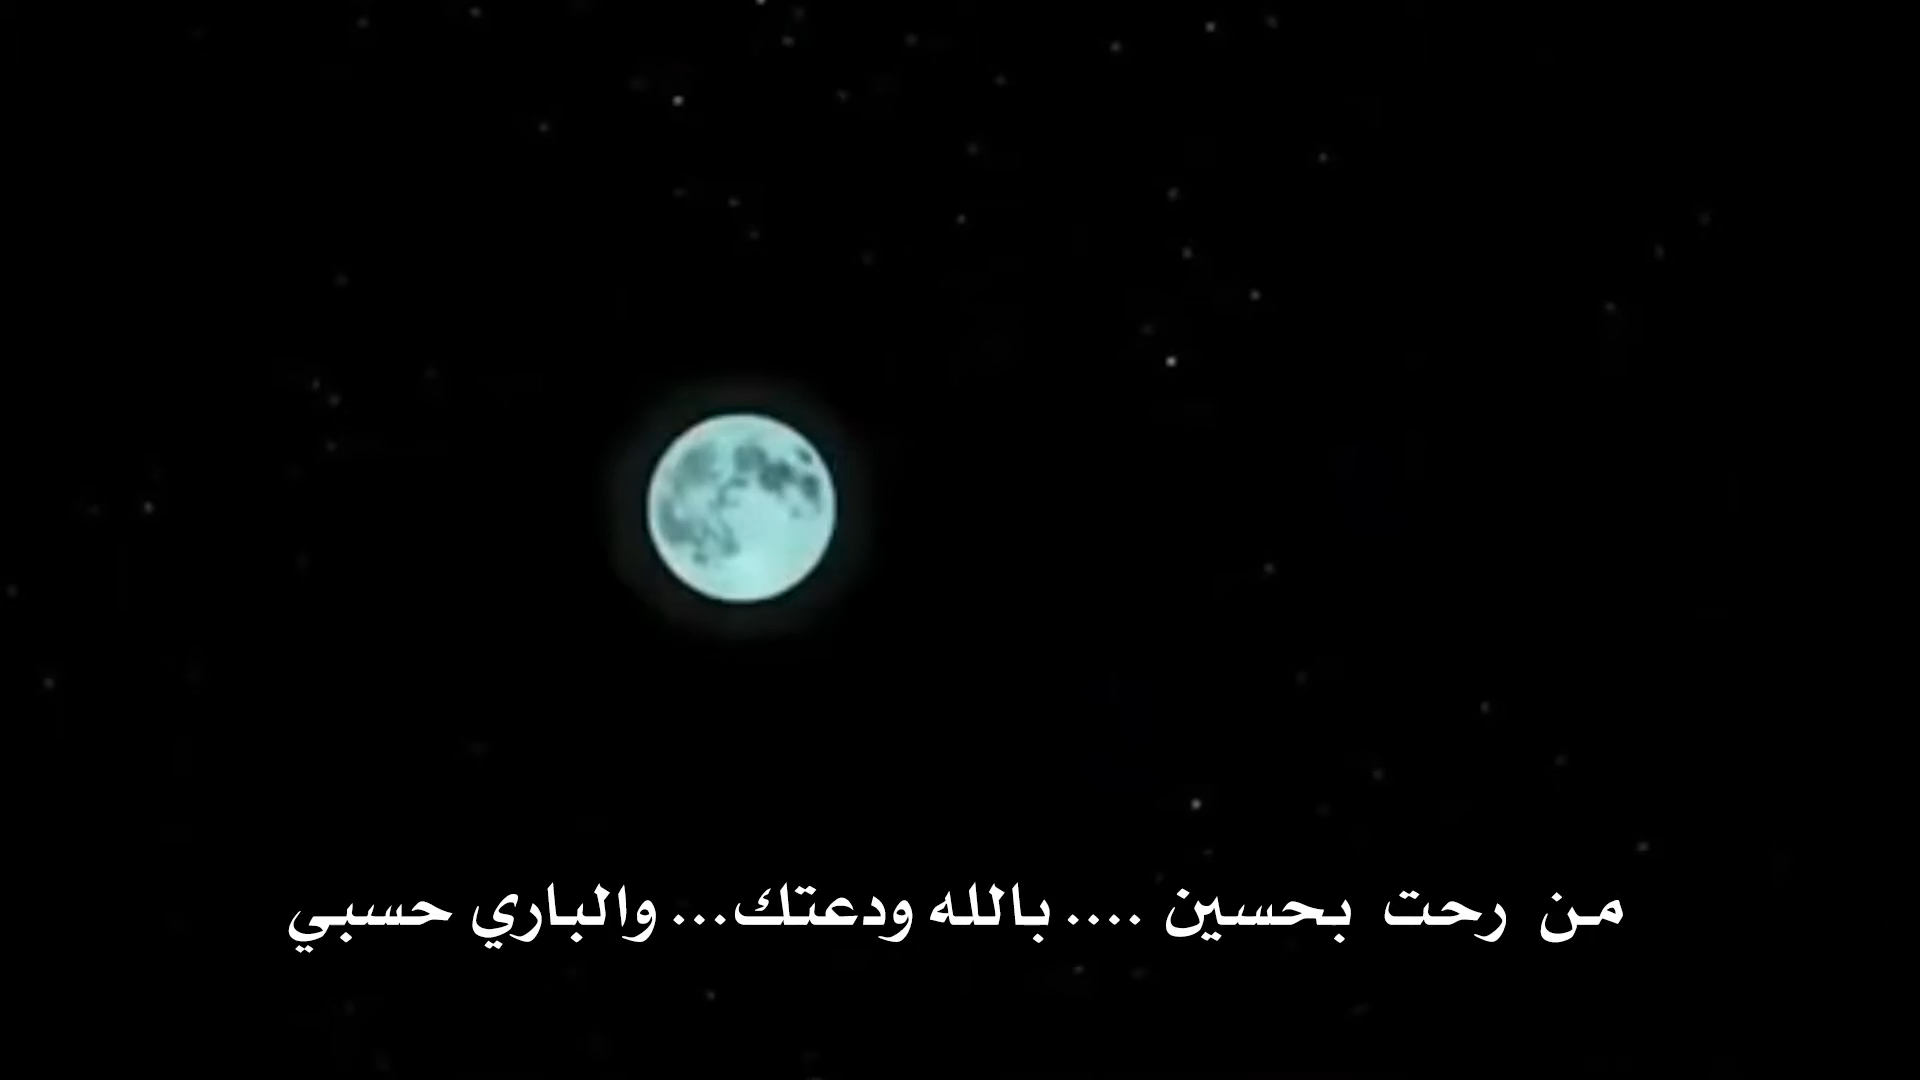 من رحت بحسين .... بالله ودعتك... والباري حسبي